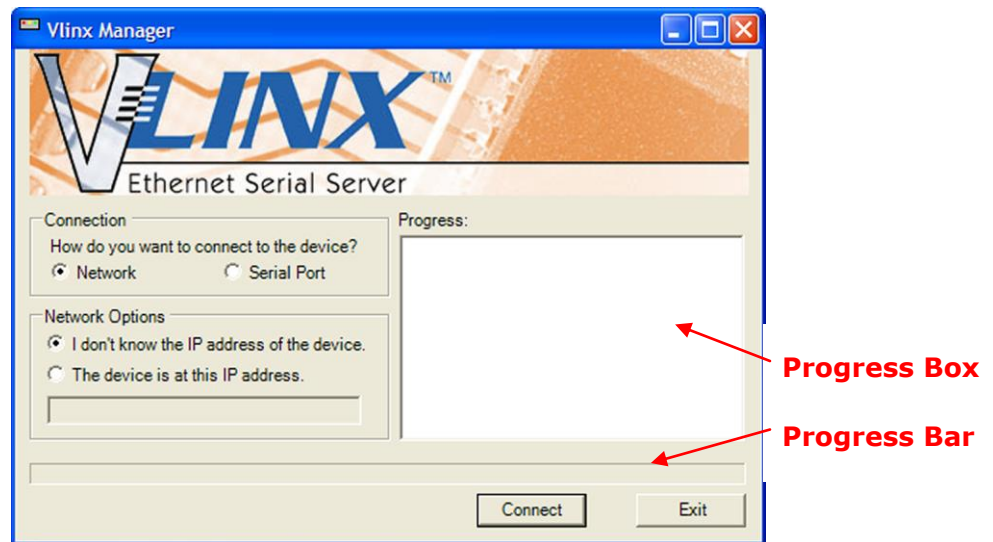 Vlinx Manager
VLINX™
Ethernet Serial Server
Connection
How do you want to connect to the device?
Network
Serial Port
Progress:
Network Options
I don't know the IP address of the device.
The device is at this IP address.
Progress Box
Progress Bar
Connect
Exit